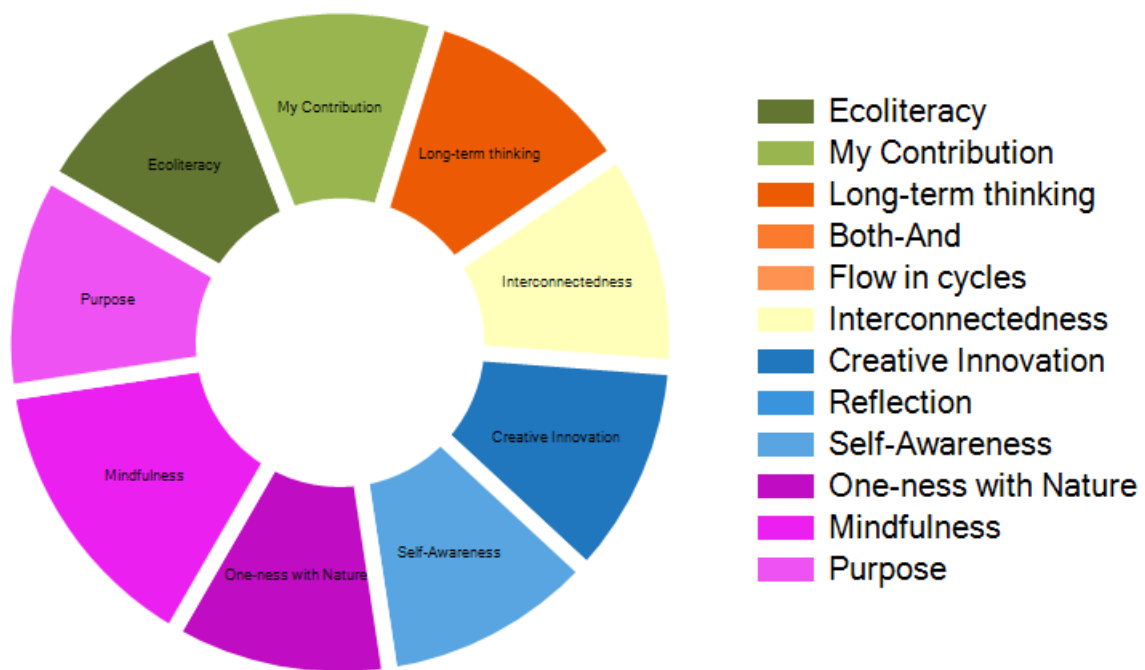 My Contribution
Long-term thinking
Ecoliteracy
Interconnectedness
Purpose
Creative Innovation
Mindfulness
Self-Awareness
One-ness with Nature
Ecoliteracy
My Contribution
Long-term thinking
Both-And
Flow in cycles
Interconnectedness
Creative Innovation
Reflection
Self-Awareness
One-ness with Nature
Mindfulness
Purpose